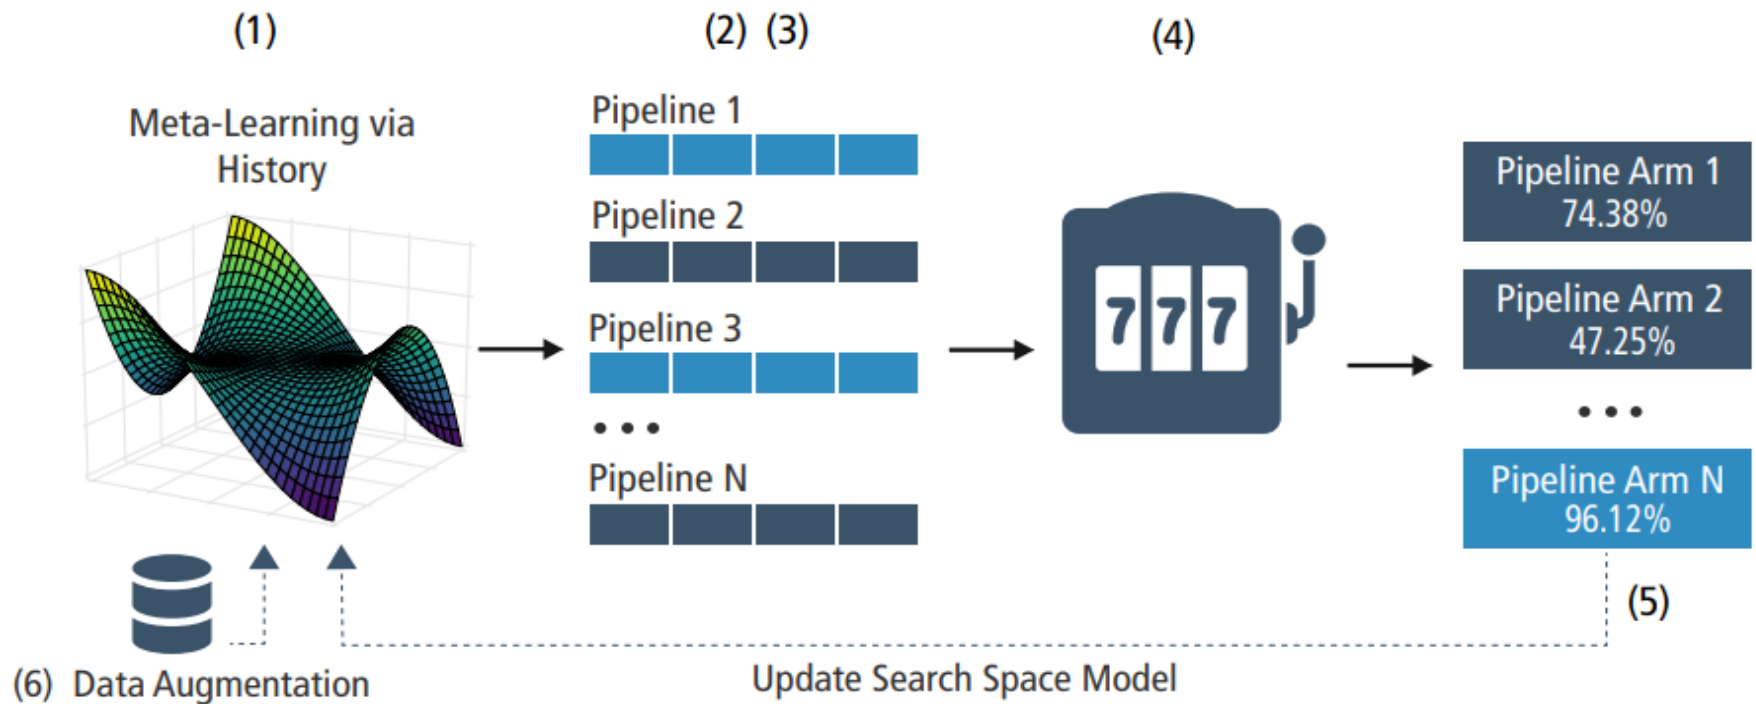 (1)
(2) (3)
(4)
Meta-Learning via
History
Pipeline 1
Pipeline 2
Pipeline 3
Pipeline N
777
Pipeline Arm 1
74.38%
Pipeline Arm 2
47.25%
Pipeline Arm N
96.12%
(5)
(6) Data Augmentation
Update Search Space Model